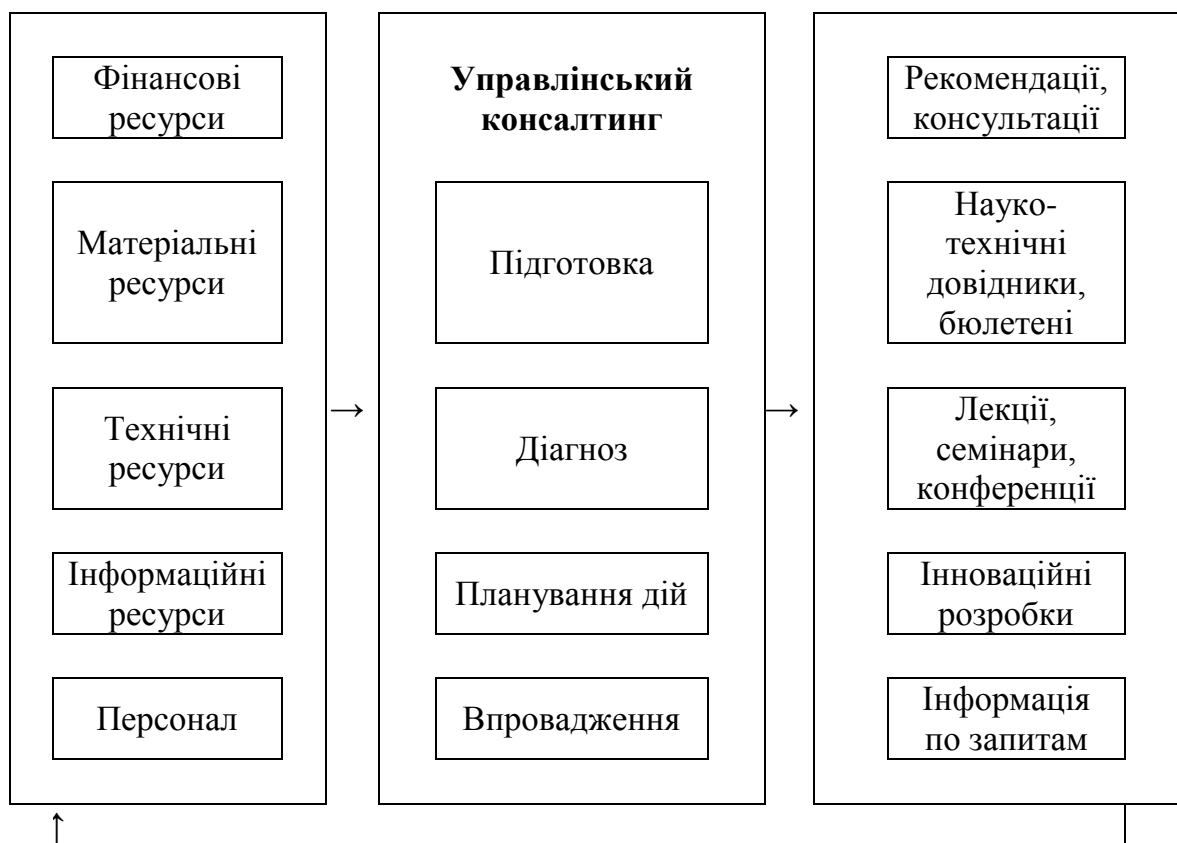 Фінансові
ресурси
Матеріальні
ресурси
Технічні
ресурси
→
Інформаційні
ресурси
Персонал
↑
Управлінський
консалтинг
Підготовка
Діагноз
→
Планування дій
Впровадження
Рекомендації,
консультації
Науко-
технічні
довідники,
бюлетені
Лекції,
семінари,
конференції
Інноваційні
розробки
Інформація
по запитам